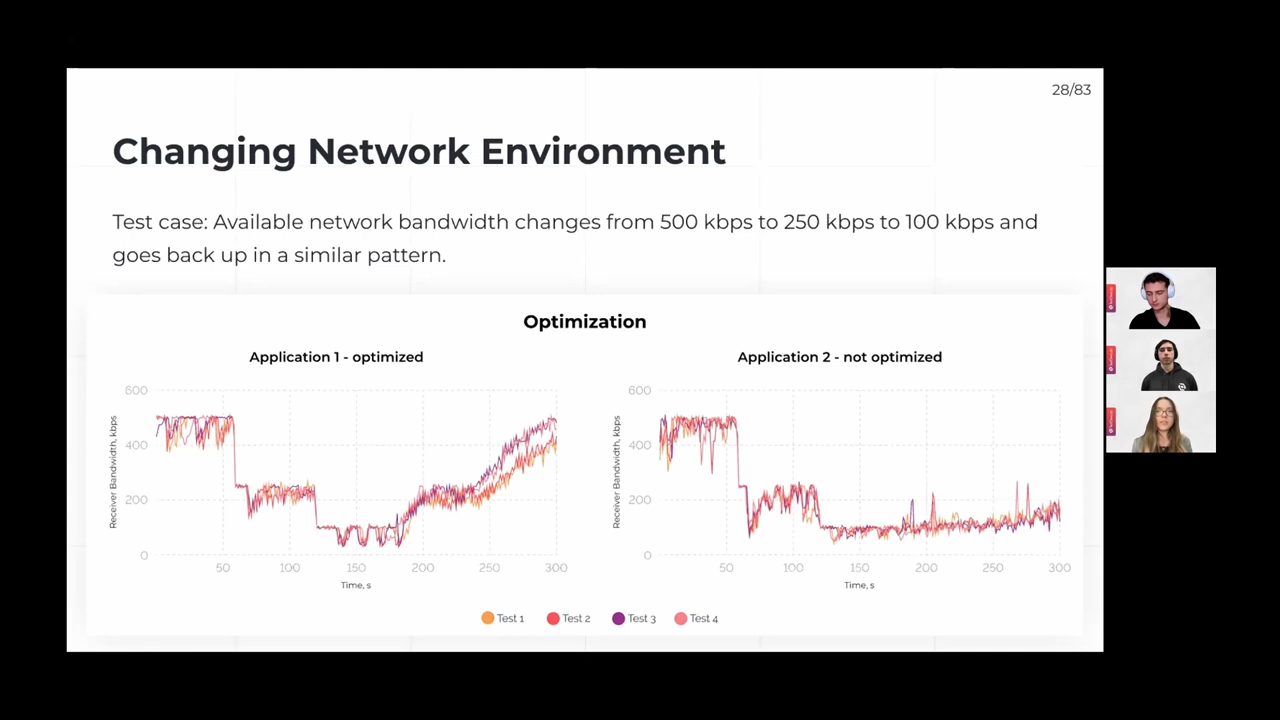 28/83
Changing Network Environment
Test case: Available network bandwidth changes from 500 kbps to 250 kbps to 100 kbps and
goes back up in a similar pattern.
Optimization
Application 1 - optimized
Receiver Bandwidth, kbps
600
400
200
0
50 100 150 200 250 300
Time, s
Application 2 - not optimized
Receiver Bandwidth, kbps
600
400
200
0
50 100 150 200 250 300
Time, s
Test 1 Test 2 Test 3 Test 4